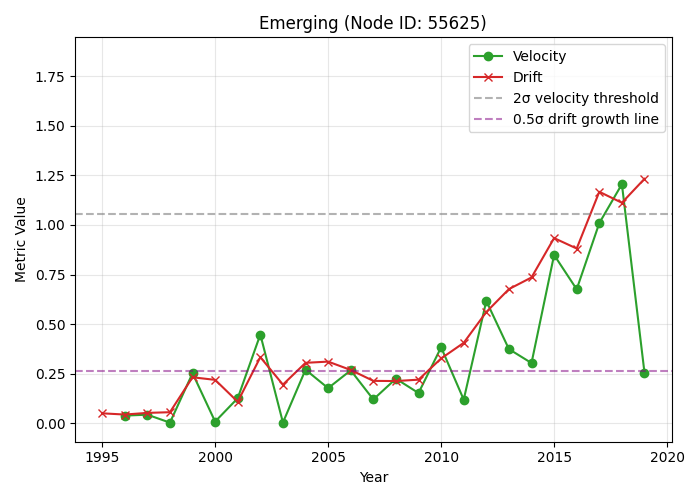 Emerging (Node ID: 55625)
Velocity
Drift
2σ velocity threshold
0.5σ drift growth line
Metric Value
1.75
1.50
1.25
1.00
0.75
0.50
0.25
0.00
1995 2000 2005 2010 2015 2020
Year